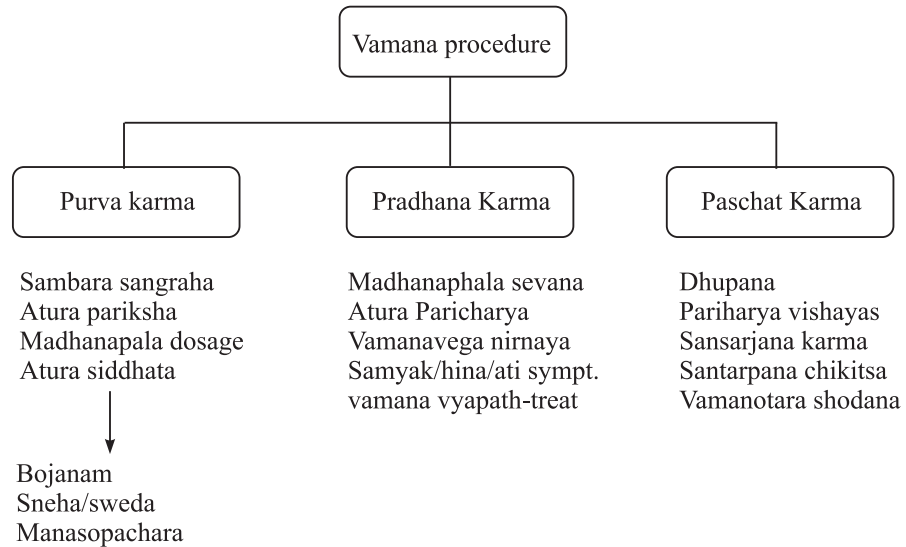 Vamana procedure
Purva karma
Pradhana Karma
Paschat Karma
Sambara sangraha
Atura pariksha
Madhanapala dosage
Atura siddhata
Bojanam
Sneha/sweda
Manasopachara
Madhanaphala sevana
Atura Paricharya
Vamanavega nirnaya
Samyak/hina/ati sympt.
vamana vyapath-treat
Dhupana
Pariharya vishayas
Sansarjana karma
Santarpana chikitsa
Vamanotara shodana